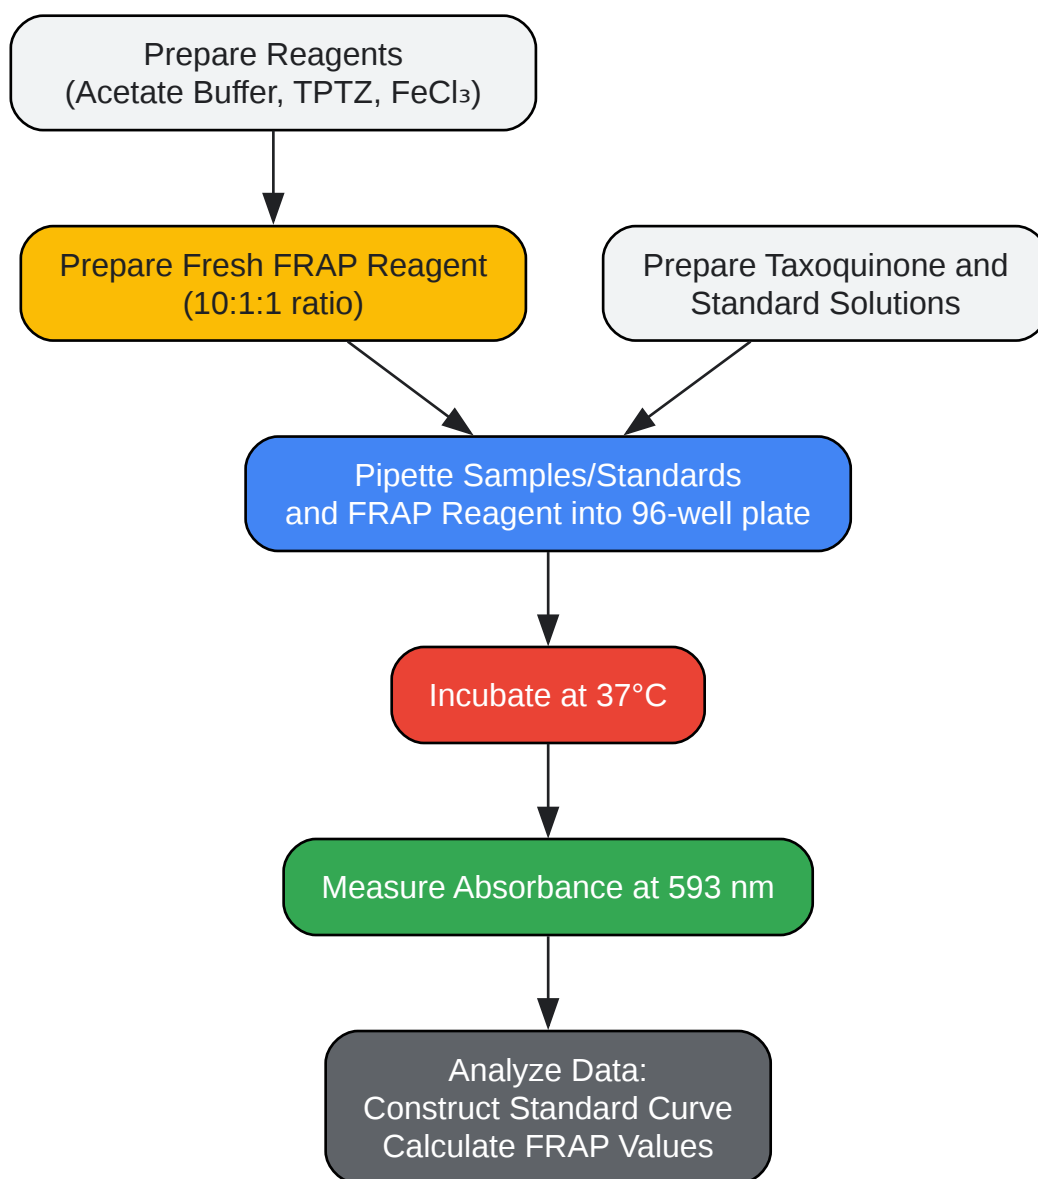 Prepare Reagents
(Acetate Buffer, TPTZ, FeCl₃)
Prepare Fresh FRAP Reagent
(10:1:1 ratio)
Prepare Taxoquinone and
Standard Solutions
Pipette Samples/Standards
and FRAP Reagent into 96-well plate
Incubate at 37°C
Measure Absorbance at 593 nm
Analyze Data:
Construct Standard Curve
Calculate FRAP Values